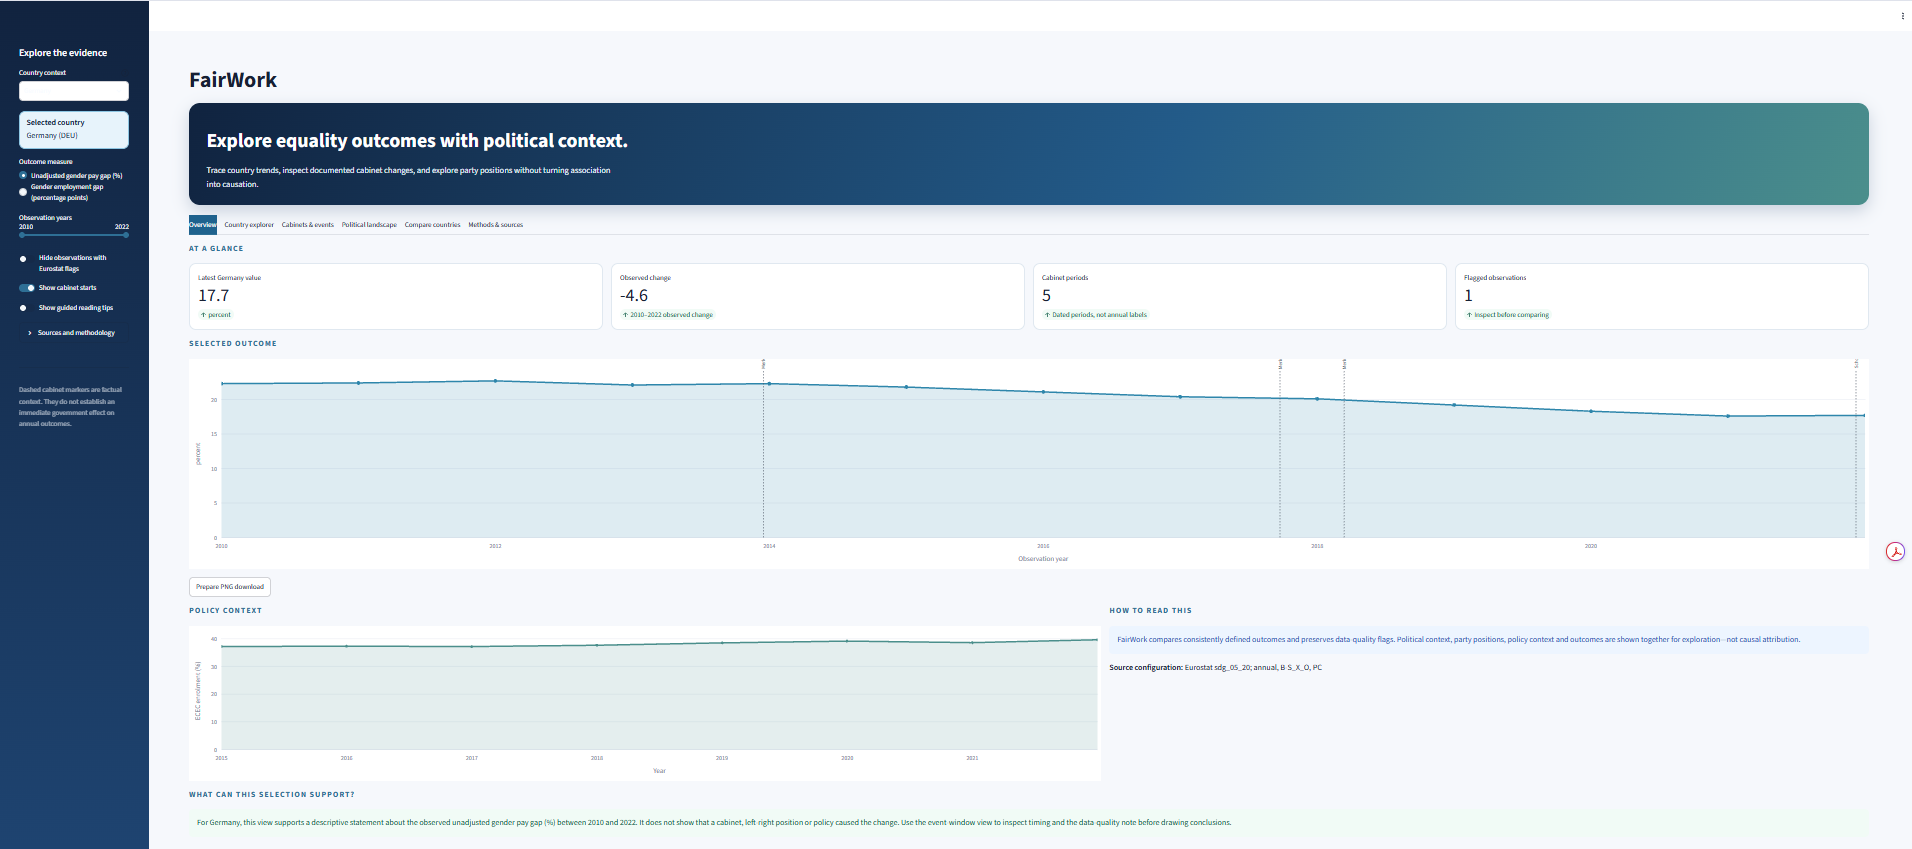 Explore the evidence
Country context
Selected country
Germany (DEU)
Outcome measure
Unadjusted gender pay gap (%)
Gender employment gap
(percentage points)
Observation years
2010 2022
Hide observations with
Eurostat flags
Show cabinet starts
Show guided reading tips
Sources and methodology
Dashed cabinet markers are factual
context. They do not establish an
immediate government effect on
annual outcomes.
FairWork
Explore equality outcomes with political context.
Trace country trends, inspect documented cabinet changes, and explore party positions without turning association
into causation.
Overview Country explorer Cabinets & events Political landscape Compare countries Methods & sources
AT A GLANCE
Latest Germany value
17.7
↑ percent
Observed change
-4.6
↑ 2010–2022 observed change
Cabinet periods
5
↑ Dated periods, not annual labels
Flagged observations
1
↑ Inspect before comparing
SELECTED OUTCOME
percent
20
15
10
5
0
2010 2012 2014 2016 2018 2020
Observation year
Prepare PNG download
POLICY CONTEXT
ECEC enrolment (%)
40
30
20
10
0
2015 2016 2017 2018 2019 2020 2021
Year
HOW TO READ THIS
FairWork compares consistently defined outcomes and preserves data-quality flags. Political context, party positions, policy context and outcomes are shown together for exploration—not causal attribution.
Source configuration: Eurostat sdg_05_20; annual, B-S_X_O, PC
WHAT CAN THIS SELECTION SUPPORT?
For Germany, this view supports a descriptive statement about the observed unadjusted gender pay gap (%) between 2010 and 2022. It does not show that a cabinet, left-right position or policy caused the change. Use the event-window view to inspect timing and the data-quality note before drawing conclusions.